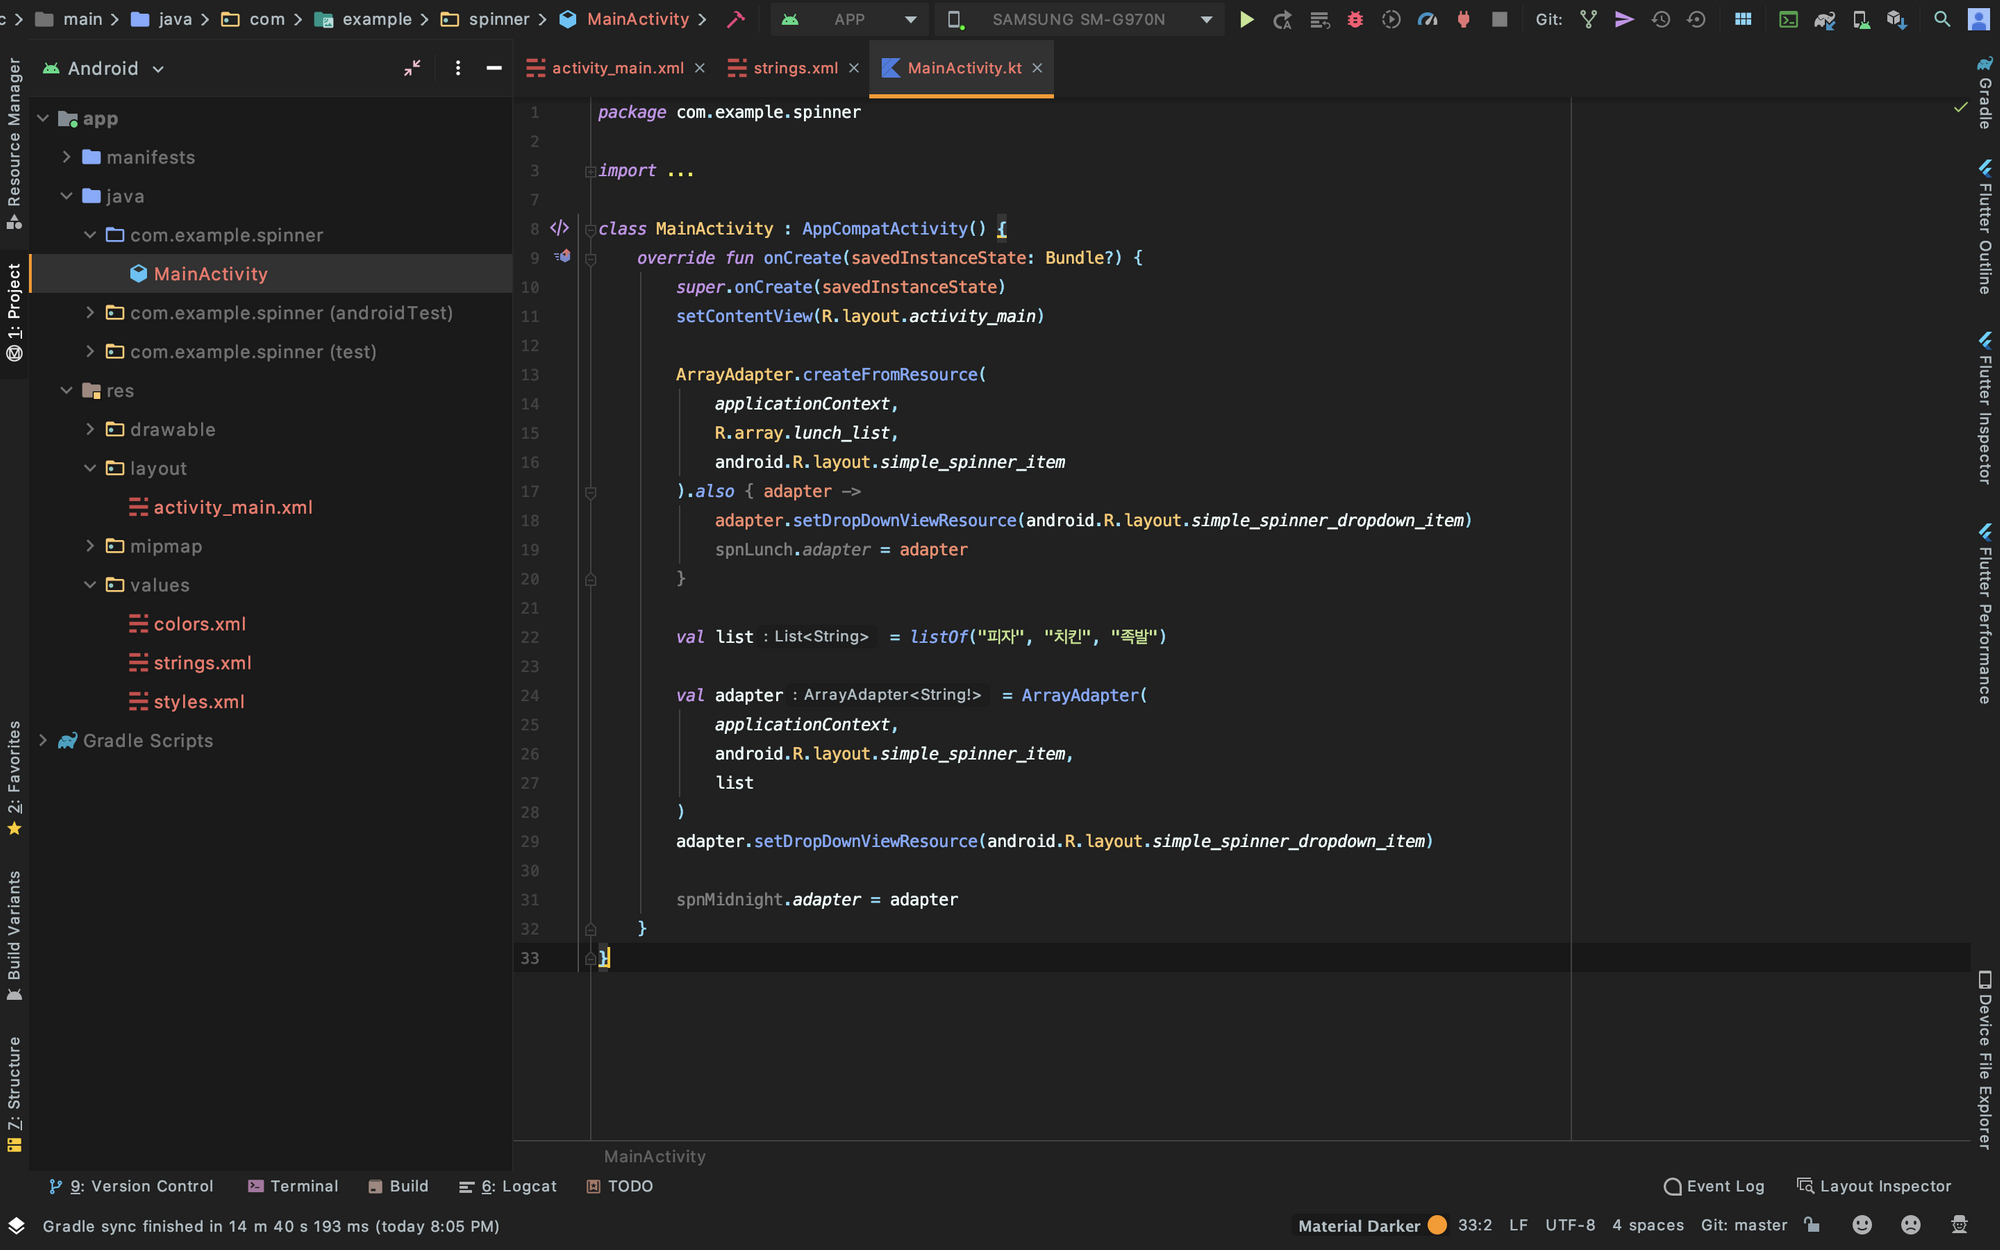 c > main > java > com > example > spinner > MainActivity > APP SAMSUNG SM-G970N Git:
Android
activity_main.xml strings.xml MainActivity.kt
app
manifests
java
com.example.spinner
MainActivity
com.example.spinner (androidTest)
com.example.spinner (test)
res
drawable
layout
activity_main.xml
mipmap
values
colors.xml
strings.xml
styles.xml
Gradle Scripts
Resource Manager
1: Project
2: Favorites
Build Variants
7: Structure
1 package com.example.spinner
2
3 import ...
7
8 class MainActivity : AppCompatActivity() {
9 override fun onCreate(savedInstanceState: Bundle?) {
10 super.onCreate(savedInstanceState)
11 setContentView(R.layout.activity_main)
12
13 ArrayAdapter.createFromResource(
14 applicationContext,
15 R.array.lunch_list,
16 android.R.layout.simple_spinner_item
17 ).also { adapter ->
18 adapter.setDropDownViewResource(android.R.layout.simple_spinner_dropdown_item)
19 spnLunch.adapter = adapter
20 }
21
22 val list : List<String> = listOf("피자", "치킨", "족발")
23
24 val adapter : ArrayAdapter<String!> = ArrayAdapter(
25 applicationContext,
26 android.R.layout.simple_spinner_item,
27 list
28 )
29 adapter.setDropDownViewResource(android.R.layout.simple_spinner_dropdown_item)
30
31 spnMidnight.adapter = adapter
32 }
33 }
MainActivity
Gradle
Flutter Outline
Flutter Inspector
Flutter Performance
Device File Explorer
9: Version Control Terminal Build 6: Logcat TODO Event Log Layout Inspector
Gradle sync finished in 14 m 40 s 193 ms (today 8:05 PM) Material Darker 33:2 LF UTF-8 4 spaces Git: master